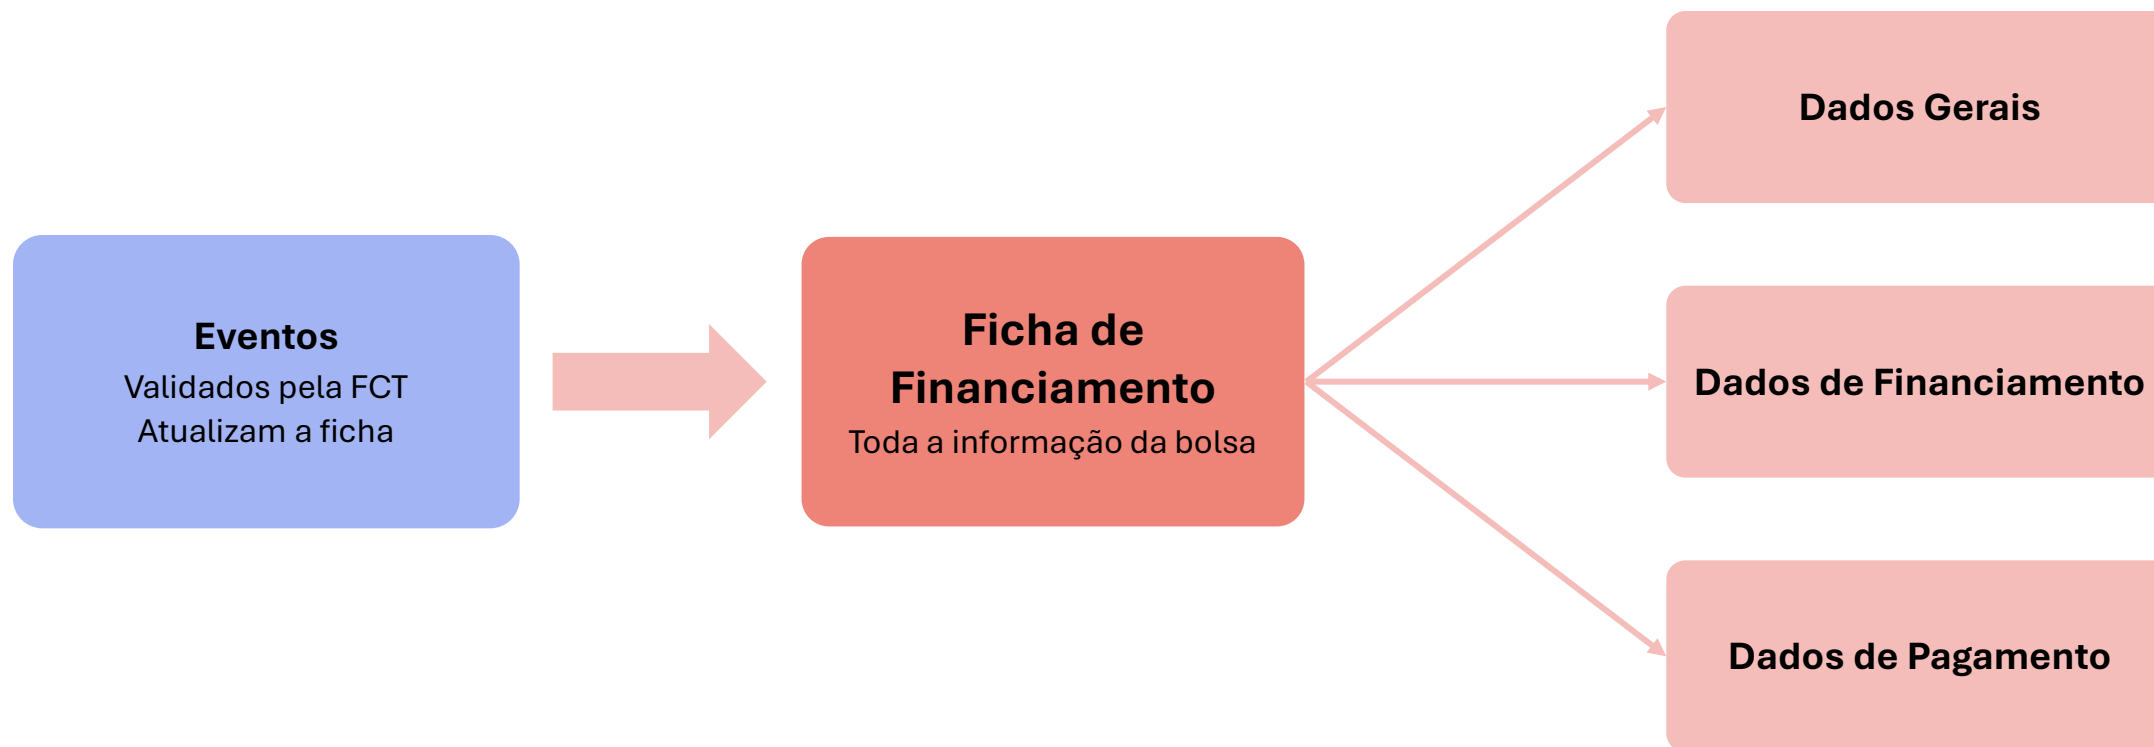 Eventos
Validados pela FCT
Atualizam a ficha
Ficha de
Financiamento
Toda a informação da bolsa
Dados Gerais
Dados de Financiamento
Dados de Pagamento